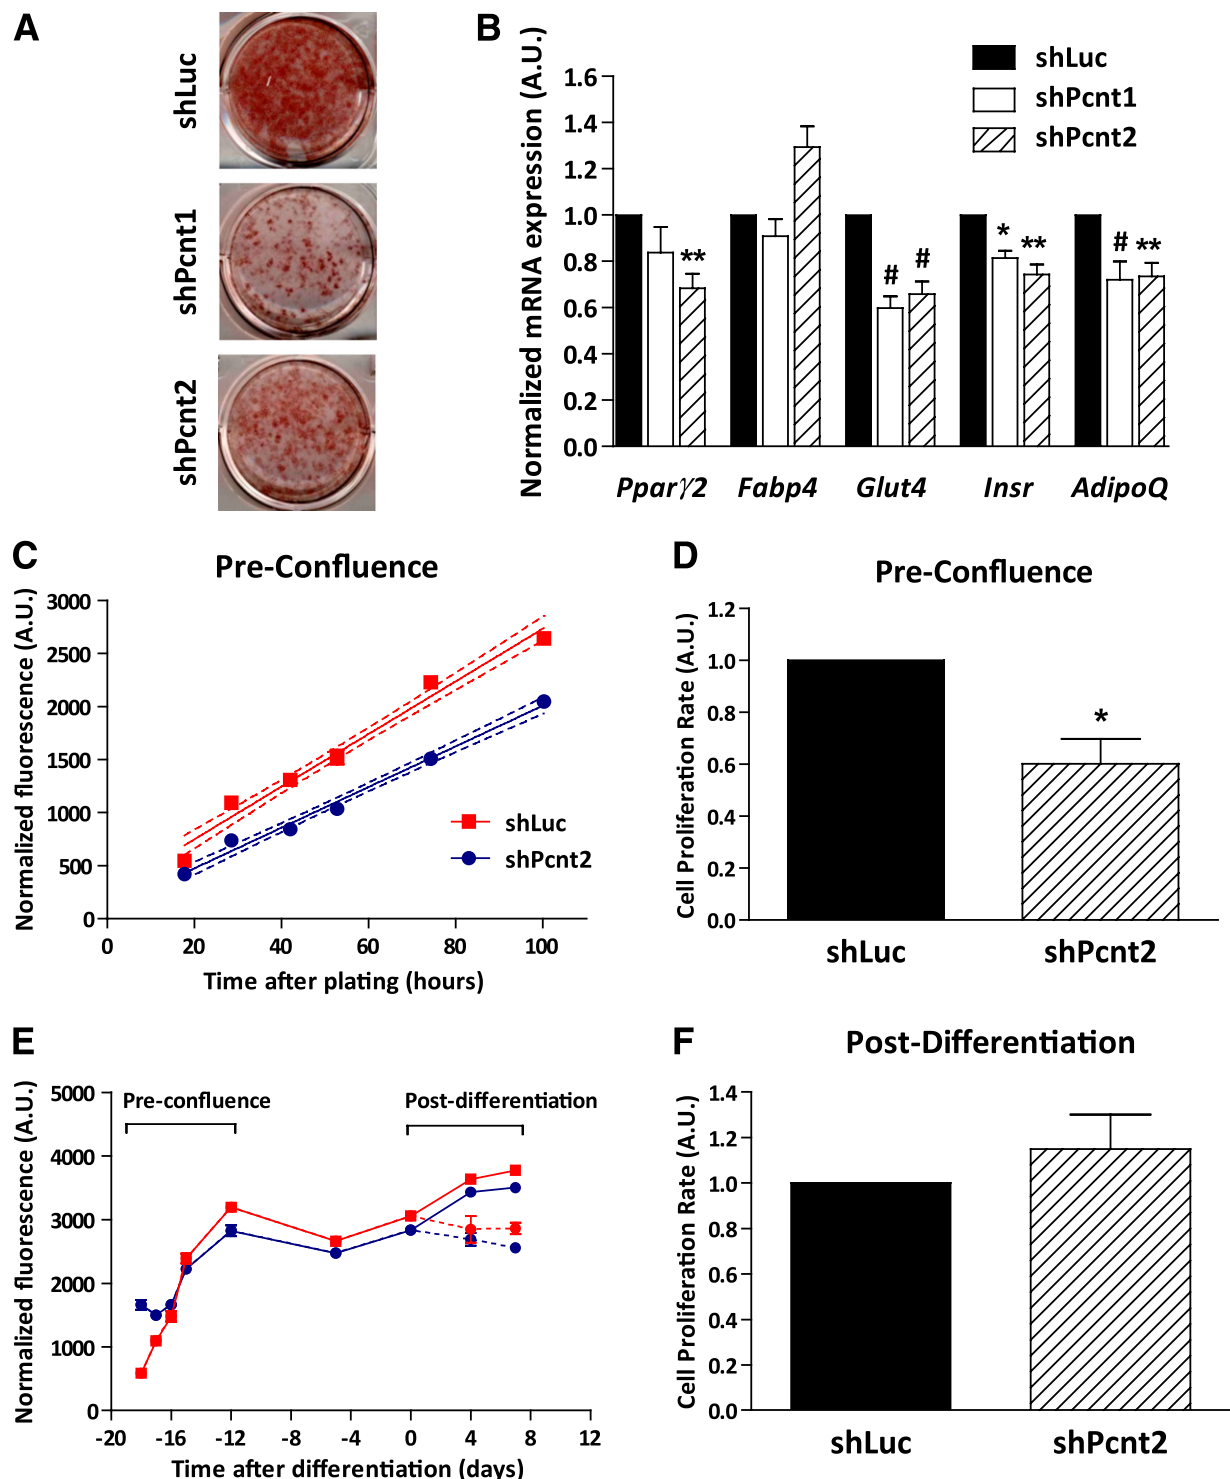 A
shLuc
shPcnt1
shPcnt2
B
Normalized mRNA expression (A.U.)
shLuc
shPcnt1
shPcnt2
1.6
1.4
1.2
1.0
0.8
0.6
0.4
0.2
0.0
**
#
#
*
**
#
**
Pparγ2 Fabp4 Glut4 Insr AdipoQ
C
Pre-Confluence
Normalized fluorescence (A.U.)
3000
2500
2000
1500
1000
500
0
shLuc
shPcnt2
0 20 40 60 80 100
Time after plating (hours)
D
Pre-Confluence
Cell Proliferation Rate (A.U.)
1.2
1.0
0.8
0.6
0.4
0.2
0.0
*
shLuc shPcnt2
E
Normalized fluorescence (A.U.)
5000
4000
3000
2000
1000
0
Pre-confluence
Post-differentiation
-20 -16 -12 -8 -4 0 4 8 12
Time after differentiation (days)
F
Post-Differentiation
Cell Proliferation Rate (A.U.)
1.4
1.2
1.0
0.8
0.6
0.4
0.2
0.0
shLuc shPcnt2